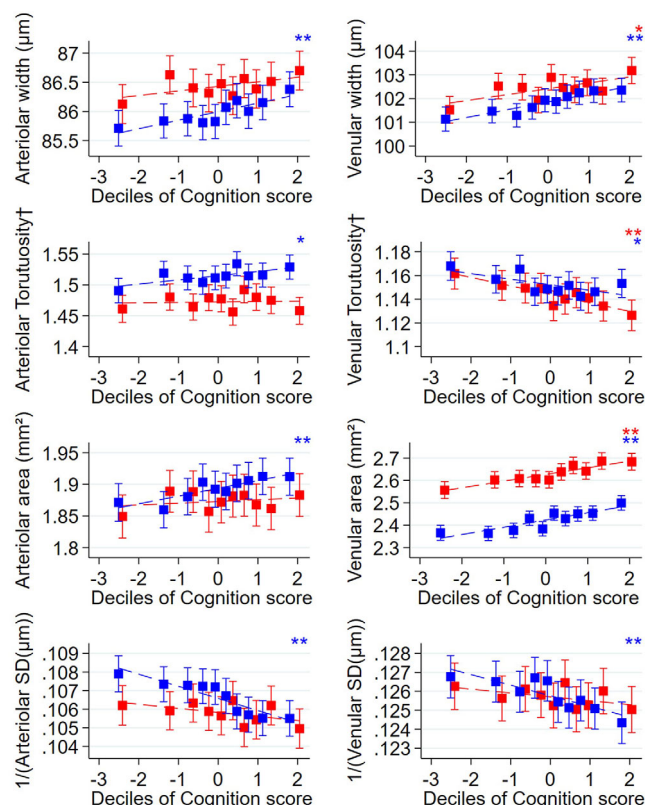 **
87
86.5
86
85.5
Arteriolar width (µm)
-3 -2 -1 0 1 2
Deciles of Cognition score
*
**
104
103
102
101
100
Venular width (µm)
-3 -2 -1 0 1 2
Deciles of Cognition score
*
1.55
1.5
1.45
1.4
Arteriolar Torutuosity†
-3 -2 -1 0 1 2
Deciles of Cognition score
**
*
1.18
1.16
1.14
1.12
1.1
Venular Torutuosity†
-3 -2 -1 0 1 2
Deciles of Cognition score
**
1.95
1.9
1.85
1.8
Arteriolar area (mm²)
-3 -2 -1 0 1 2
Deciles of Cognition score
**
**
2.7
2.6
2.5
2.4
2.3
Venular area (mm²)
-3 -2 -1 0 1 2
Deciles of Cognition score
**
.109
.108
.107
.106
.105
.104
1/(Arteriolar SD(µm))
-3 -2 -1 0 1 2
Deciles of Cognition score
**
.128
.127
.126
.125
.124
.123
1/(Venular SD(µm))
-3 -2 -1 0 1 2
Deciles of Cognition score